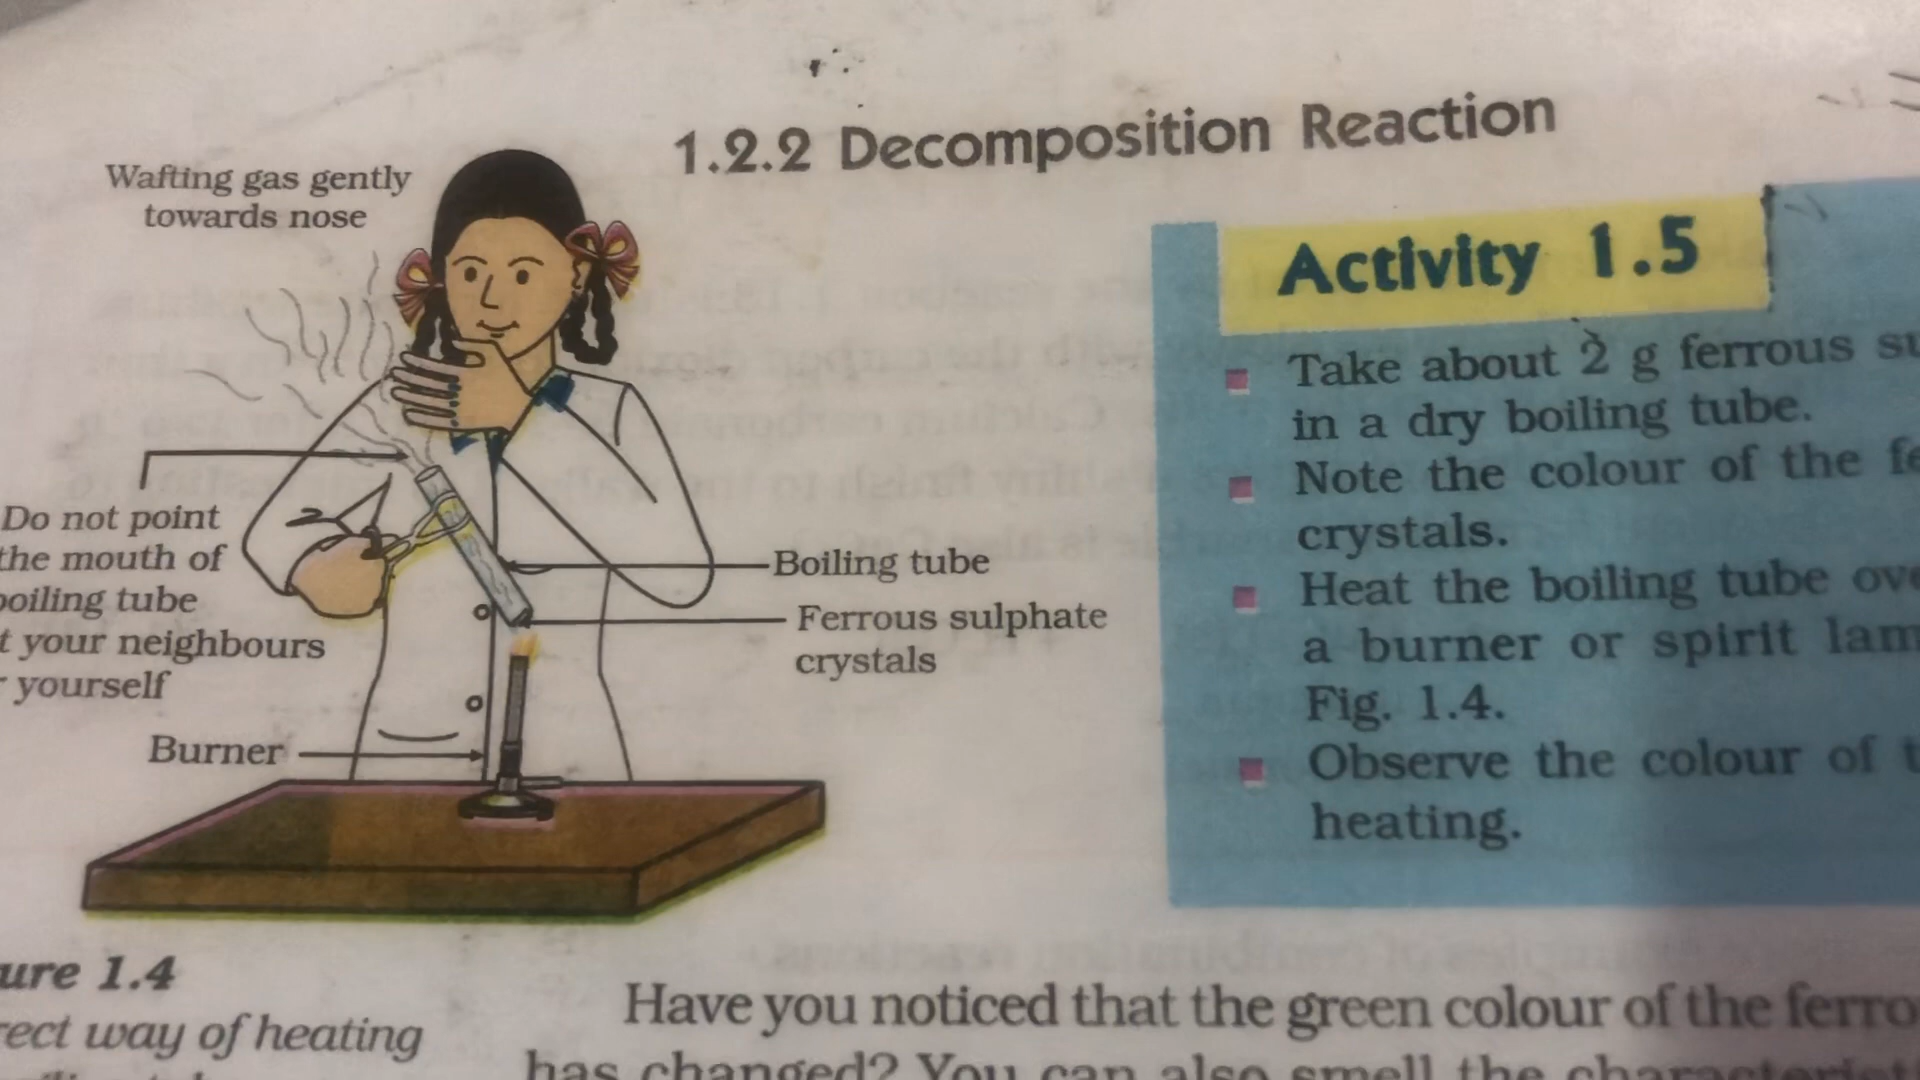 1.2.2 Decomposition Reaction
Wafting gas gently
towards nose
Do not point
the mouth of
boiling tube
t your neighbours
yourself
Boiling tube
Ferrous sulphate
crystals
Burner
ure 1.4
rect way of heating
Activity 1.5
Take about 2 g ferrous su
in a dry boiling tube.
Note the colour of the fe
crystals.
Heat the boiling tube ove
a burner or spirit lam
Fig. 1.4.
Observe the colour of t
heating.
Have you noticed that the green colour of the ferro
has changed? You can also smell the characterist